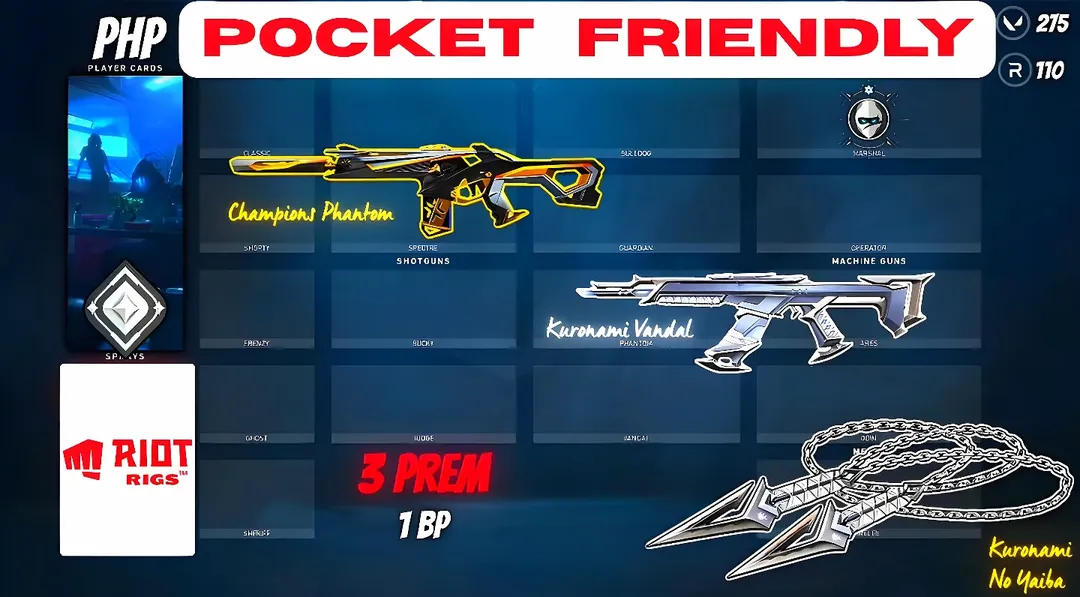 PHP
POCKET FRIENDLY
275
PLAYER CARDS
R 110
CLASSIC
BULLDOG
MARSHAL
Champions Phantom
SHORTY
SPECTRE
GUARDIAN
OPERATOR
SHOTGUNS
MACHINE GUNS
Kuronami Vandal
FRENZY
BUCKY
PHANTOM
ARES
SPRAYS
GHOST
JUDGE
VANDAL
ODIN
RIOT
RIGS™
3 PREM
1 BP
SHERIFF
Kuronami
No Yaiba